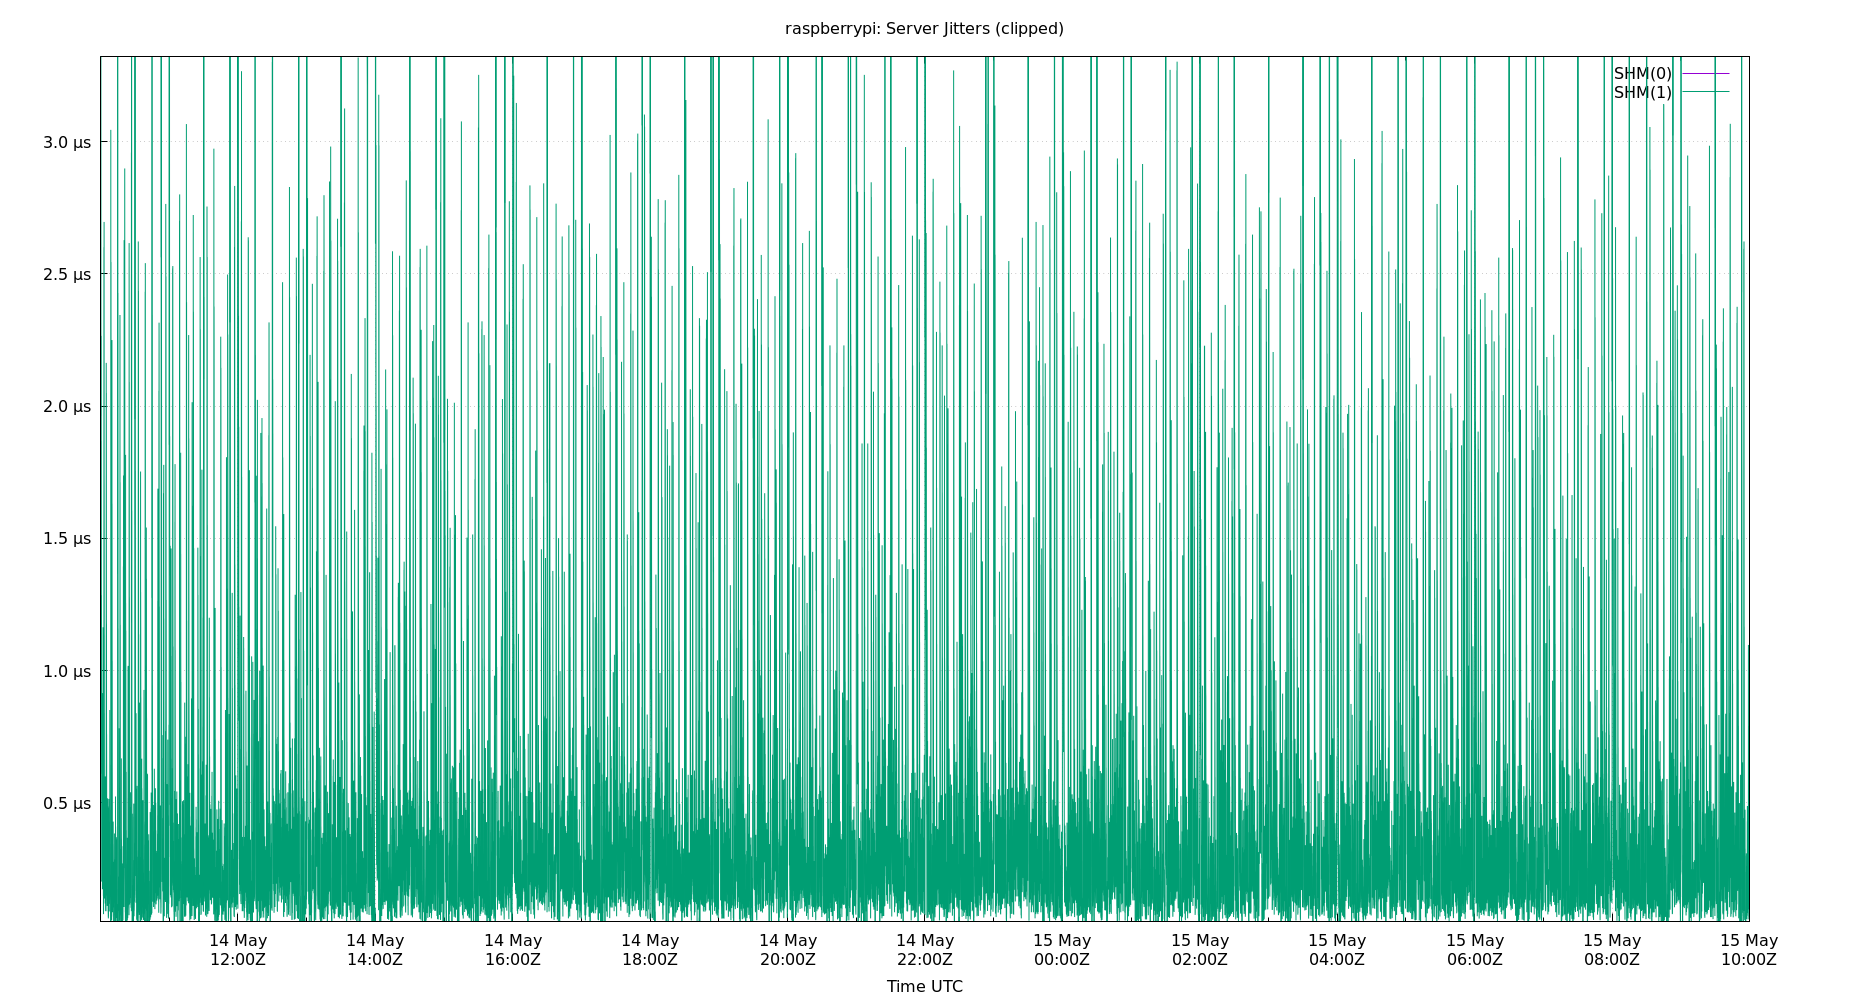 raspberrypi: Server Jitters (clipped)
SHM(0)
SHM(1)
3.0 µs
2.5 µs
2.0 µs
1.5 µs
1.0 µs
0.5 µs
14 May 14 May 14 May 14 May 14 May 14 May 15 May 15 May 15 May 15 May 15 May 15 May
12:00Z 14:00Z 16:00Z 18:00Z 20:00Z 22:00Z 00:00Z 02:00Z 04:00Z 06:00Z 08:00Z 10:00Z
Time UTC